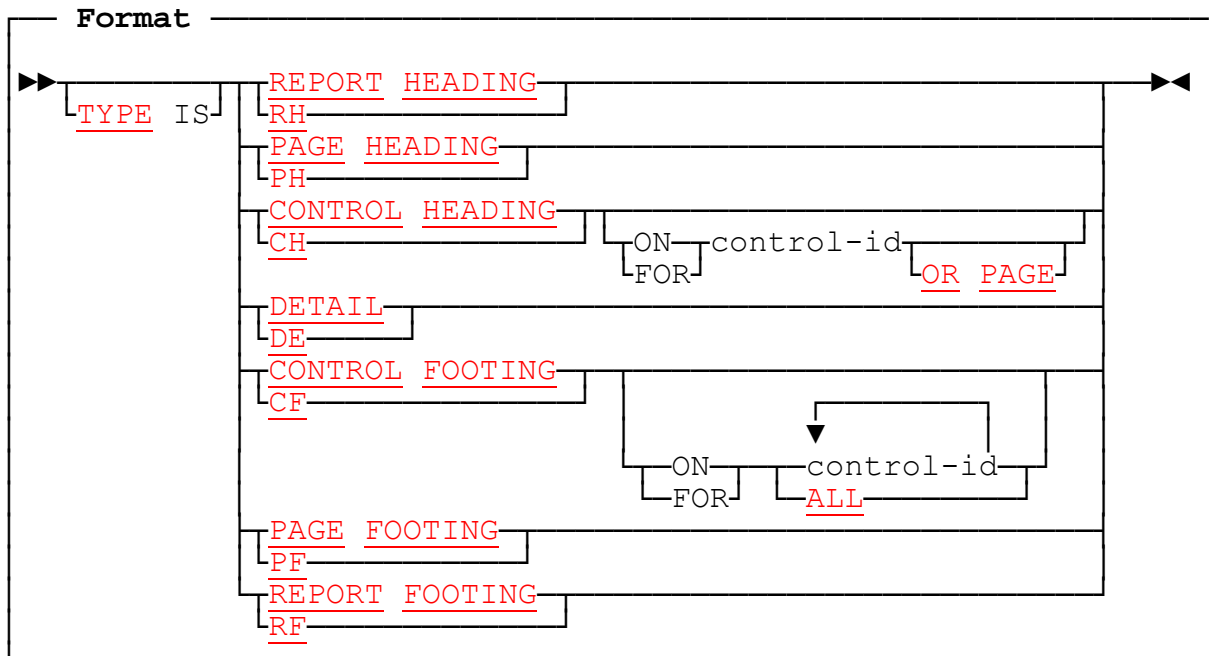 Format
REPORT HEADING
TYPE IS RH
PAGE HEADING
PH
CONTROL HEADING
CH ON control-id
FOR OR PAGE
DETAIL
DE
CONTROL FOOTING
CF
ON control-id
FOR ALL
PAGE FOOTING
PF
REPORT FOOTING
RF